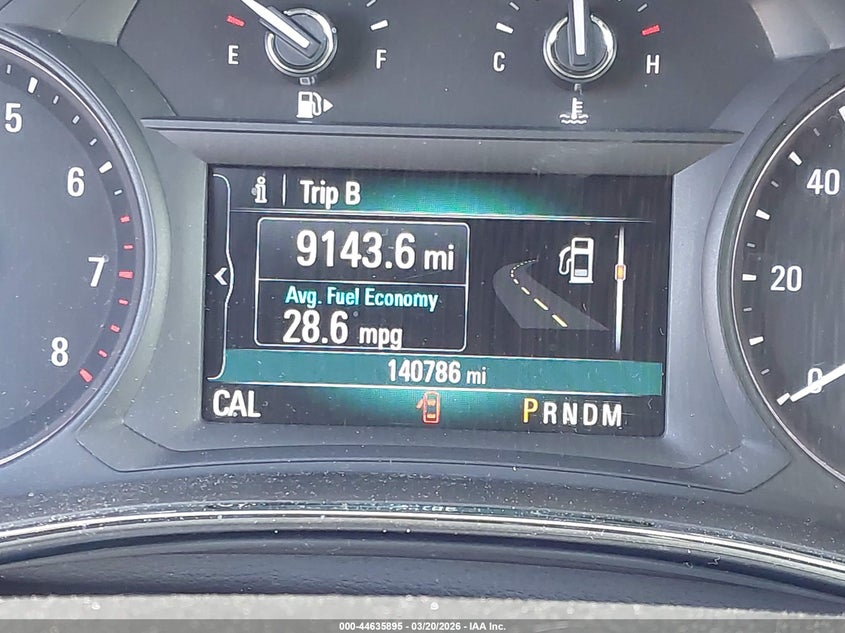 E F
C H
5
6
7
8
i | Trip B
9143.6 mi
Avg. Fuel Economy
28.6 mpg
140786 mi
CAL
PRNDM
40
20
0
000-44635895 - 03/20/2026 - IAA Inc.